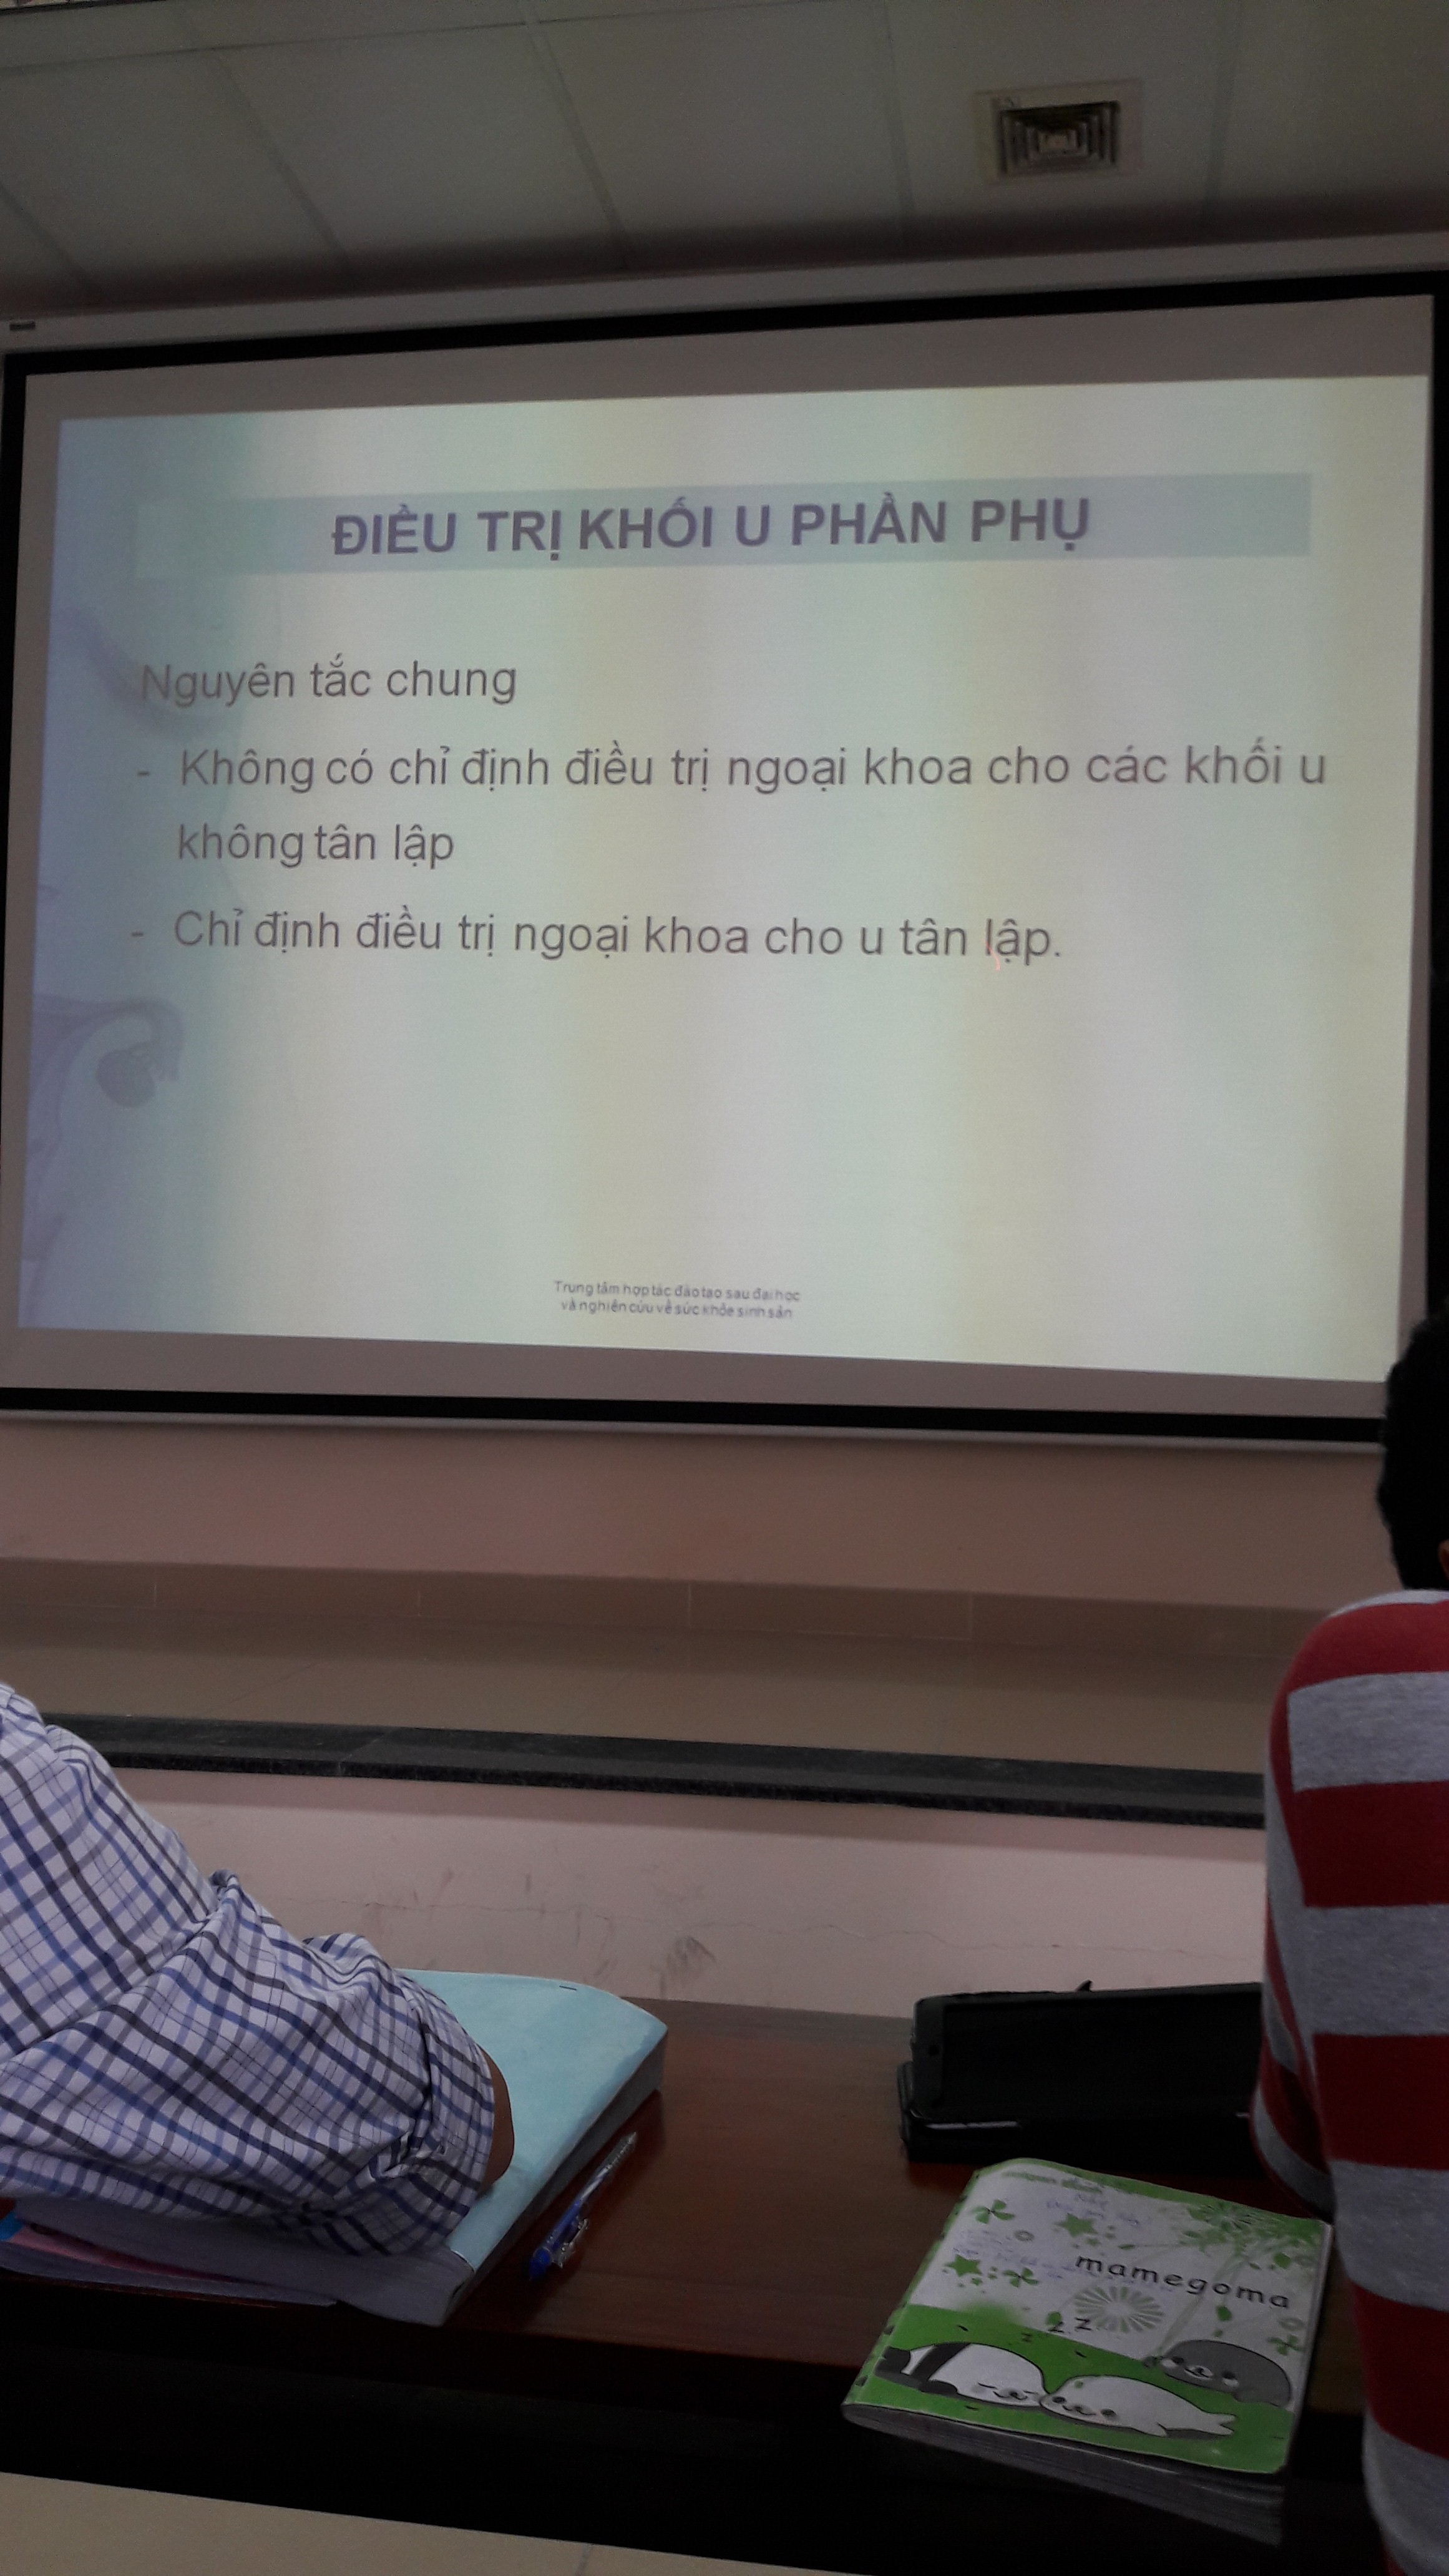 ĐIỀU TRỊ KHỐI U PHẦN PHỤ
Nguyên tắc chung
- Không có chỉ định điều trị ngoại khoa cho các khối u
không tân lập
- Chỉ định điều trị ngoại khoa cho u tân lập.
Trung tâm hợp tác đào tạo sau đại học
và nghiên cứu về sức khỏe sinh sản
mamegoma
z z z